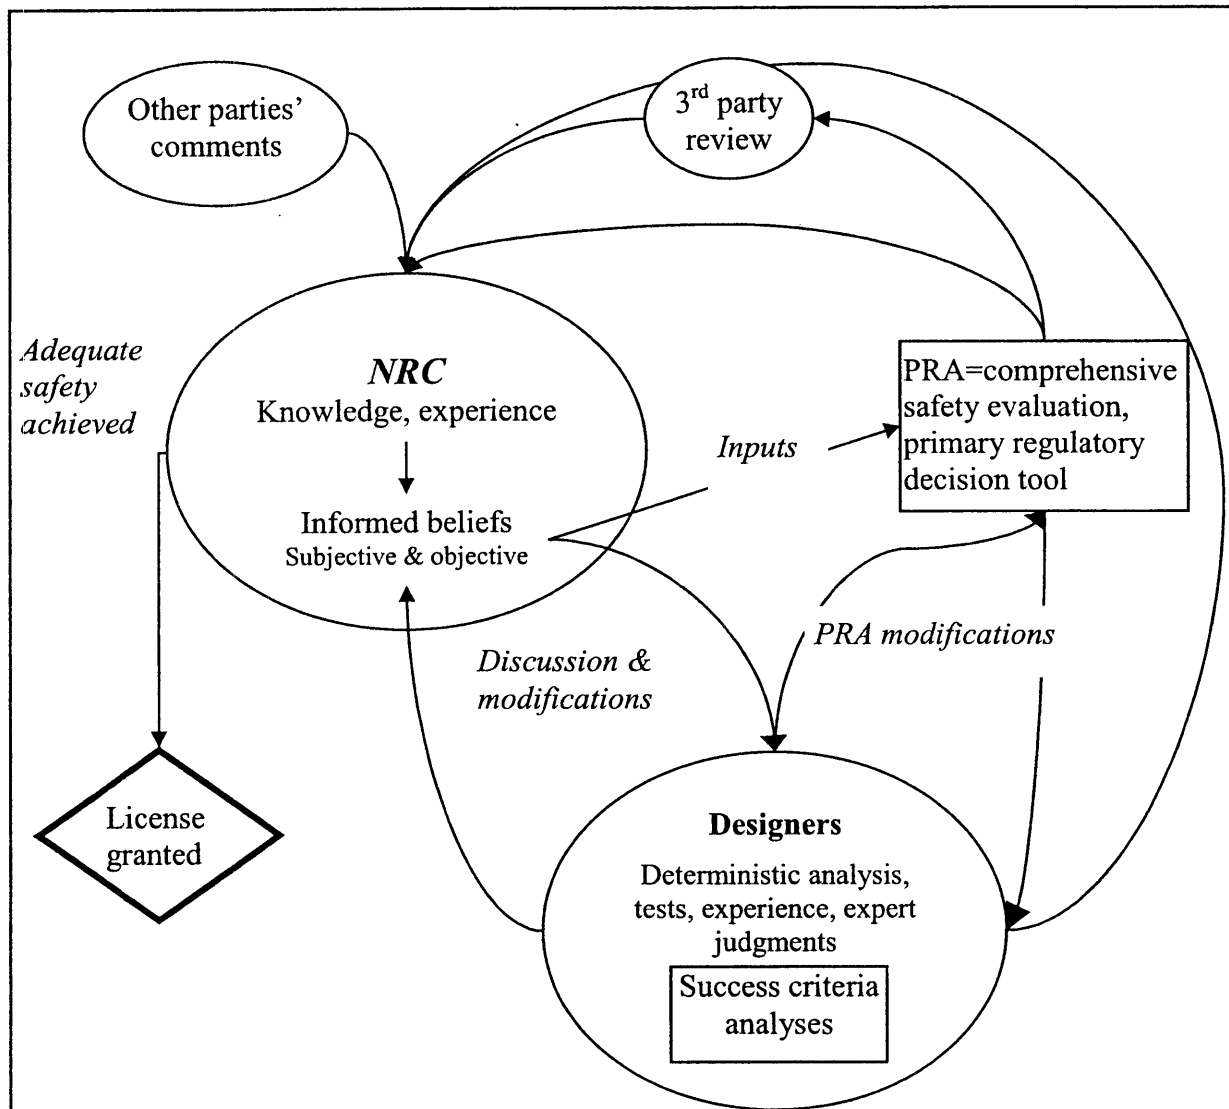 Other parties’
comments
3rd party
review
Adequate
safety
achieved
NRC
Knowledge, experience
Informed beliefs
Subjective & objective
Inputs
PRA=comprehensive
safety evaluation,
primary regulatory
decision tool
Discussion &
modifications
PRA modifications
License
granted
Designers
Deterministic analysis,
tests, experience, expert
judgments
Success criteria
analyses